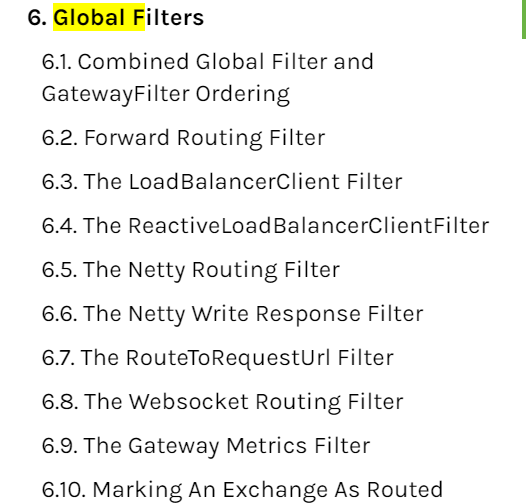 6. Global Filters
6.1. Combined Global Filter and
GatewayFilter Ordering
6.2. Forward Routing Filter
6.3. The LoadBalancerClient Filter
6.4. The ReactiveLoadBalancerClientFilter
6.5. The Netty Routing Filter
6.6. The Netty Write Response Filter
6.7. The RouteToRequestUrl Filter
6.8. The Websocket Routing Filter
6.9. The Gateway Metrics Filter
6.10. Marking An Exchange As Routed